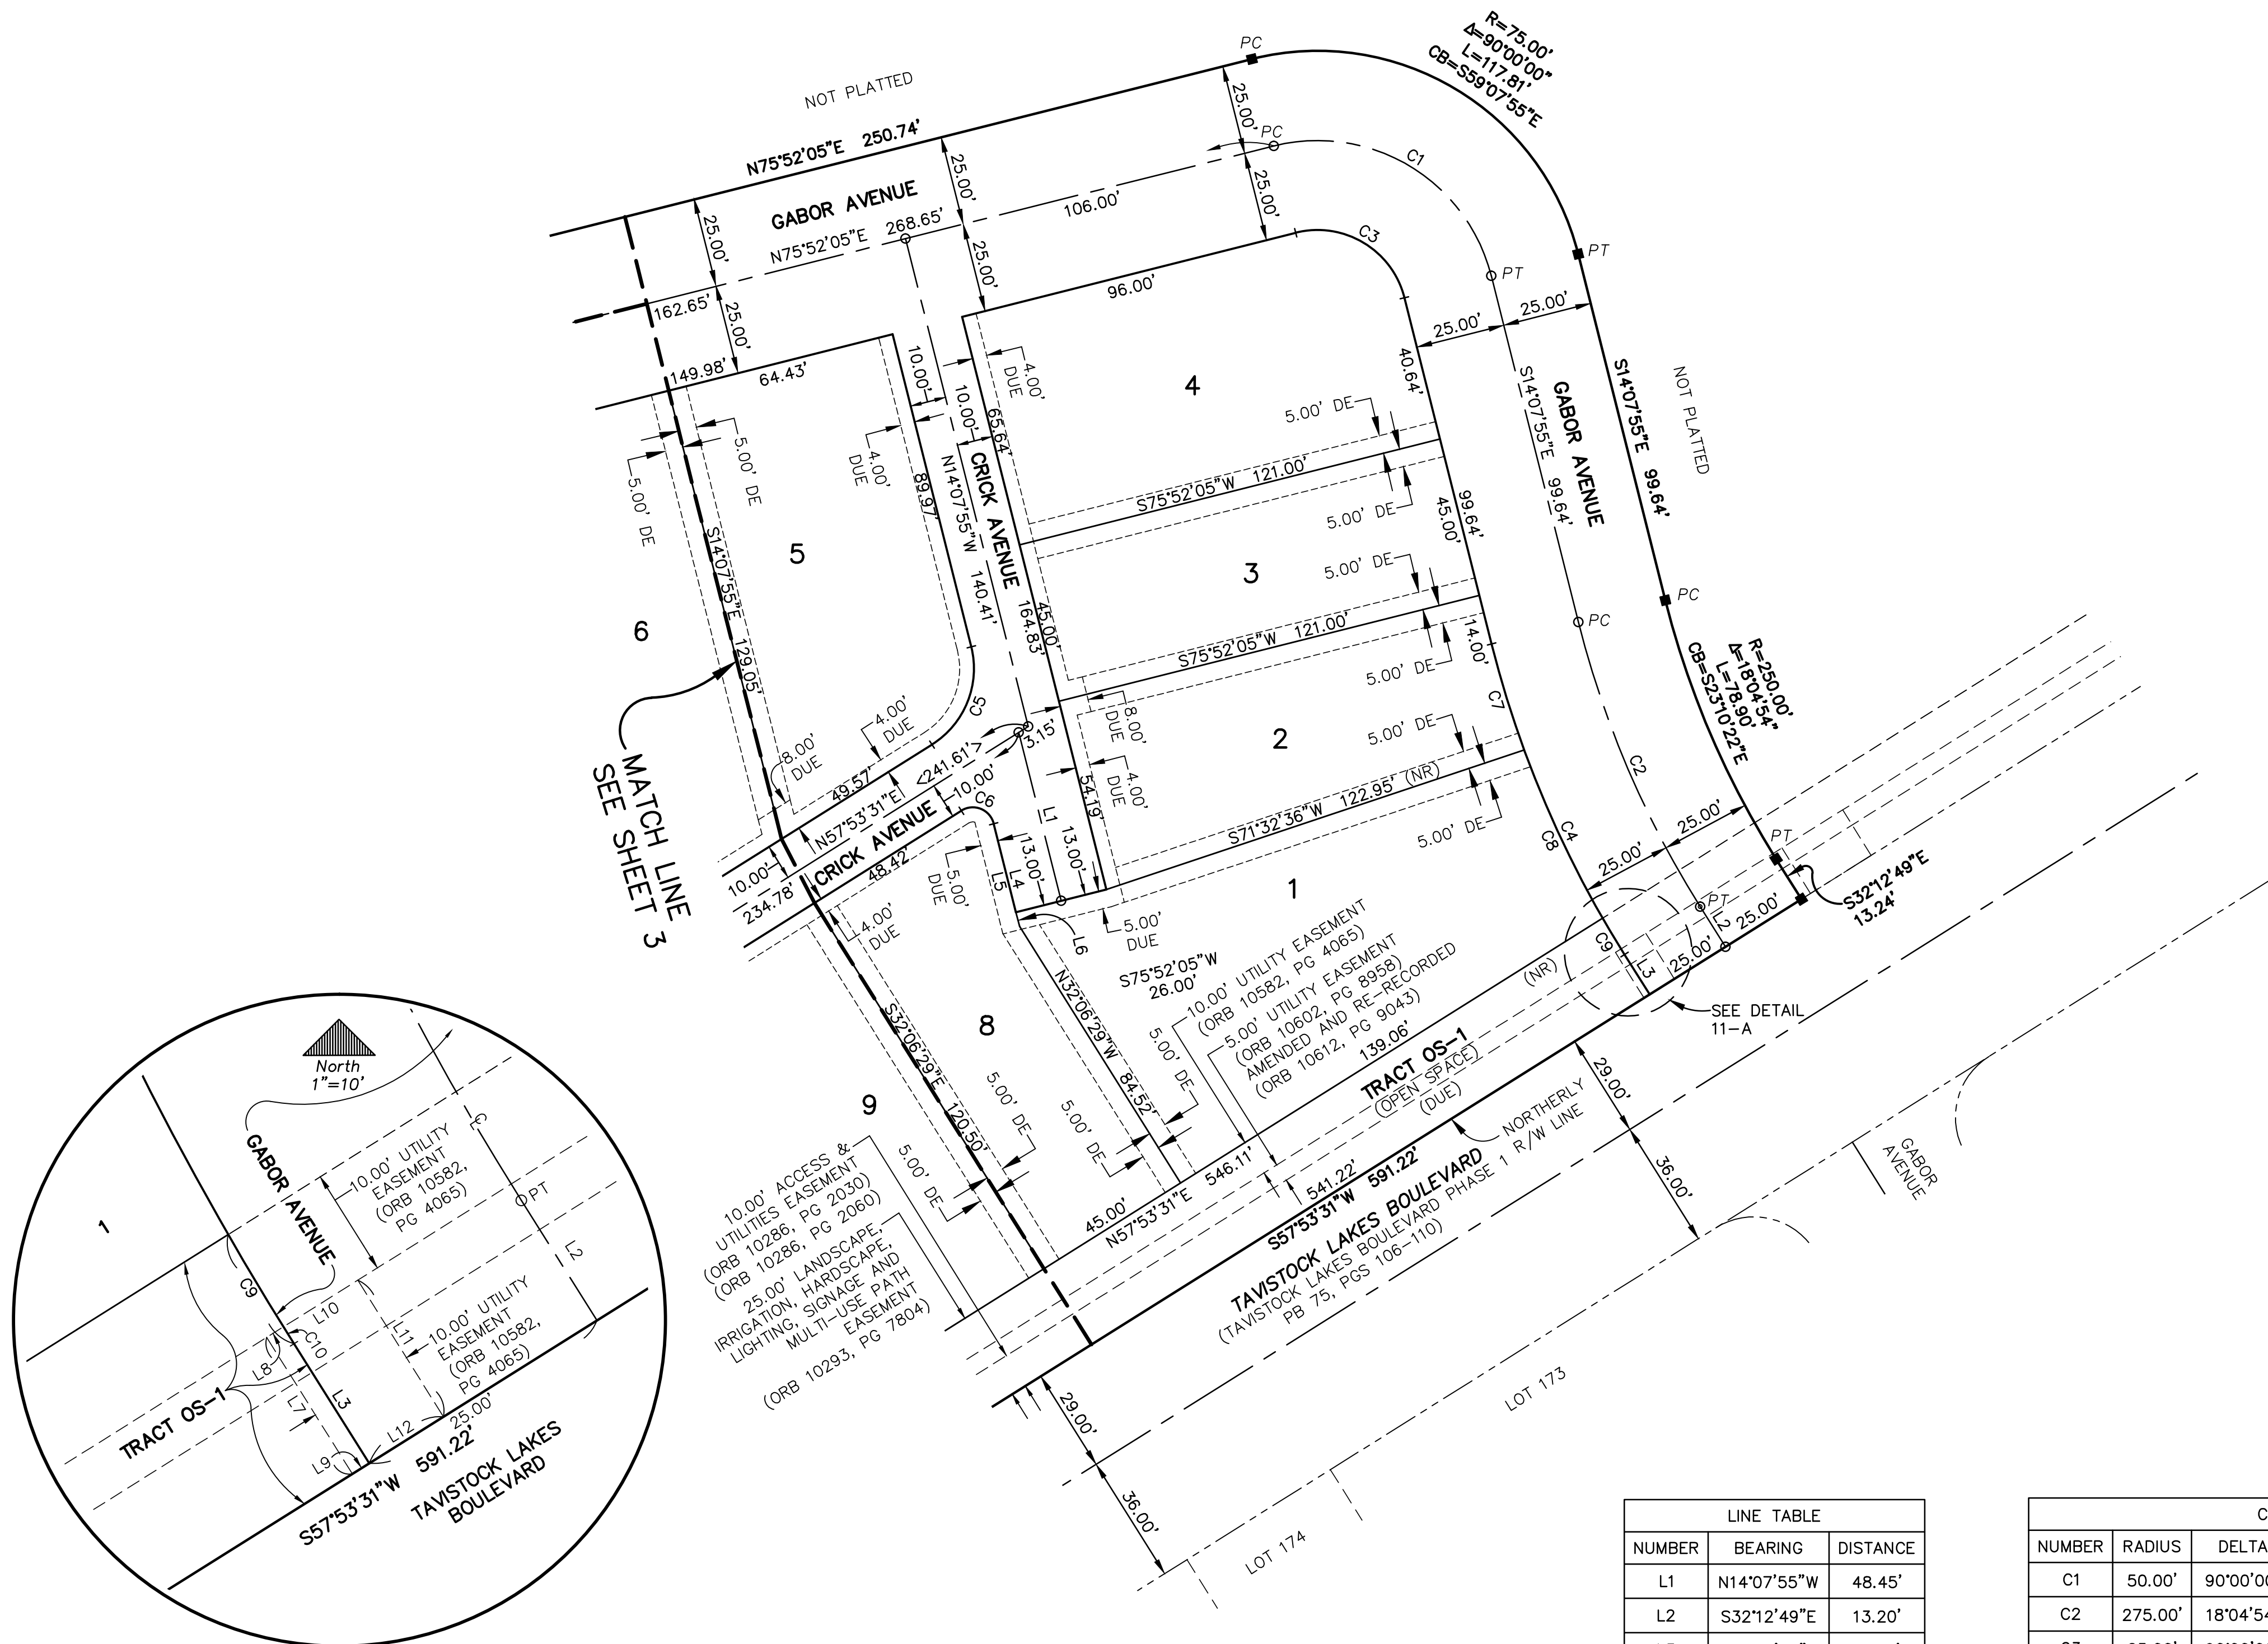 R=75.00'
Δ=90°00'00"
L=117.81'
CB=S59°07'55"E
PC
NOT PLATTED
N75°52'05"E 250.74'
25.00'
PC
C1
25.00'
25.00'
GABOR AVENUE
N75°52'05"E 268.65'
106.00'
25.00'
C3
25.00'
PT
PT
162.65'
25.00'
96.00'
25.00'
25.00'
149.98'
64.43'
10.00'
4.00'
DUE
4
40.64'
S14°07'55"E 99.64'
GABOR AVENUE
S14°07'55"E 99.64'
NOT PLATTED
5.00' DE
10.00'
65.64'
5.00' DE
5.00' DE
4.00'
DUE
89.97'
N14°07'55"W 140.41'
CRICK AVENUE
S75°52'05"W 121.00'
5.00' DE
99.64'
45.00'
S14°07'55"E 129.05'
5
3
5.00' DE
6
45.00'
164.83'
S75°52'05"W 121.00'
14.00'
PC
PC
5.00' DE
R=250.00'
Δ=18°04'54"
L=78.90'
CB=S23°10'22"E
C5
4.00'
DUE
8.00'
DUE
3.15'
<241.61'>
8.00'
DUE
2
5.00' DE
C7
C2
MATCH LINE
SEE SHEET 3
49.57'
N57°53'31"E
10.00'
C6
L1
54.19'
4.00'
DUE
S71°32'36"W 122.95' (NR)
5.00' DE
C4
C8
25.00'
25.00'
PT
10.00'
234.78'
CRICK AVENUE
48.42'
5.00'
DUE
L5
L4
13.00'
13.00'
1
S32°12'49"E
13.24'
4.00'
DUE
L6
5.00'
DUE
S75°52'05"W
26.00'
PT
L2
25.00'
C9
L3
25.00'
(NR)
SEE DETAIL
11-A
10.00' UTILITY EASEMENT
(ORB 10582, PG 4065)
5.00' UTILITY EASEMENT
(ORB 10602, PG 8958)
AMENDED AND RE-RECORDED
(ORB 10612, PG 9043)
139.06'
N32°06'29"W 84.52'
5.00' DE
8
S32°06'29"E 120.50'
5.00' DE
5.00' DE
9
5.00' DE
TRACT OS-1
(OPEN SPACE)
(DUE)
NORTHERLY
R/W LINE
29.00'
36.00'
GABOR
AVENUE
10.00' ACCESS &
UTILITIES EASEMENT
(ORB 10286, PG 2030)
(ORB 10286, PG 2060)
25.00' LANDSCAPE,
IRRIGATION, HARDSCAPE,
LIGHTING, SIGNAGE AND
MULTI-USE PATH
EASEMENT
(ORB 10293, PG 7804)
45.00'
N57°53'31"E 546.11'
541.22'
S57°53'31"W 591.22'
TAVISTOCK LAKES BOULEVARD
(TAVISTOCK LAKES BOULEVARD PHASE 1
PB 75, PGS 106-110)
29.00'
36.00'
LOT 173
LOT 174
North
1"=10'
GABOR AVENUE
10.00' UTILITY
EASEMENT
(ORB 10582,
PG 4065)
PT
1
L2
C9
L10
L11
C10
L8
10.00' UTILITY
EASEMENT
(ORB 10582,
PG 4065)
TRACT OS-1
L7
L3
L9
L12
25.00'
S57°53'31"W 591.22'
TAVISTOCK LAKES
BOULEVARD
LINE TABLE
NUMBER BEARING DISTANCE
L1 N14°07'55"W 48.45'
L2 S32°12'49"E 13.20'
C
NUMBER RADIUS DELTA
C1 50.00' 90°00'00
C2 275.00' 18°04'54